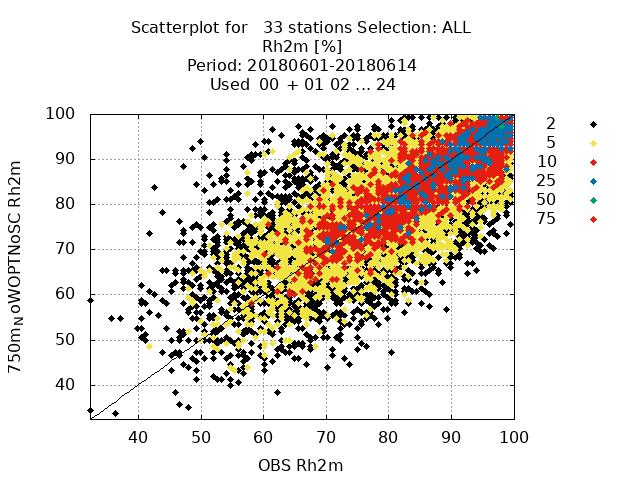 Scatterplot for   33 stations Selection: ALL
Rh2m [%]
Period: 20180601-20180614
Used  00 + 01 02 ... 24
750m_NoWOPTNoSC Rh2m
100
90
80
70
60
50
40
40 50 60 70 80 90 100
OBS Rh2m
2
5
10
25
50
75